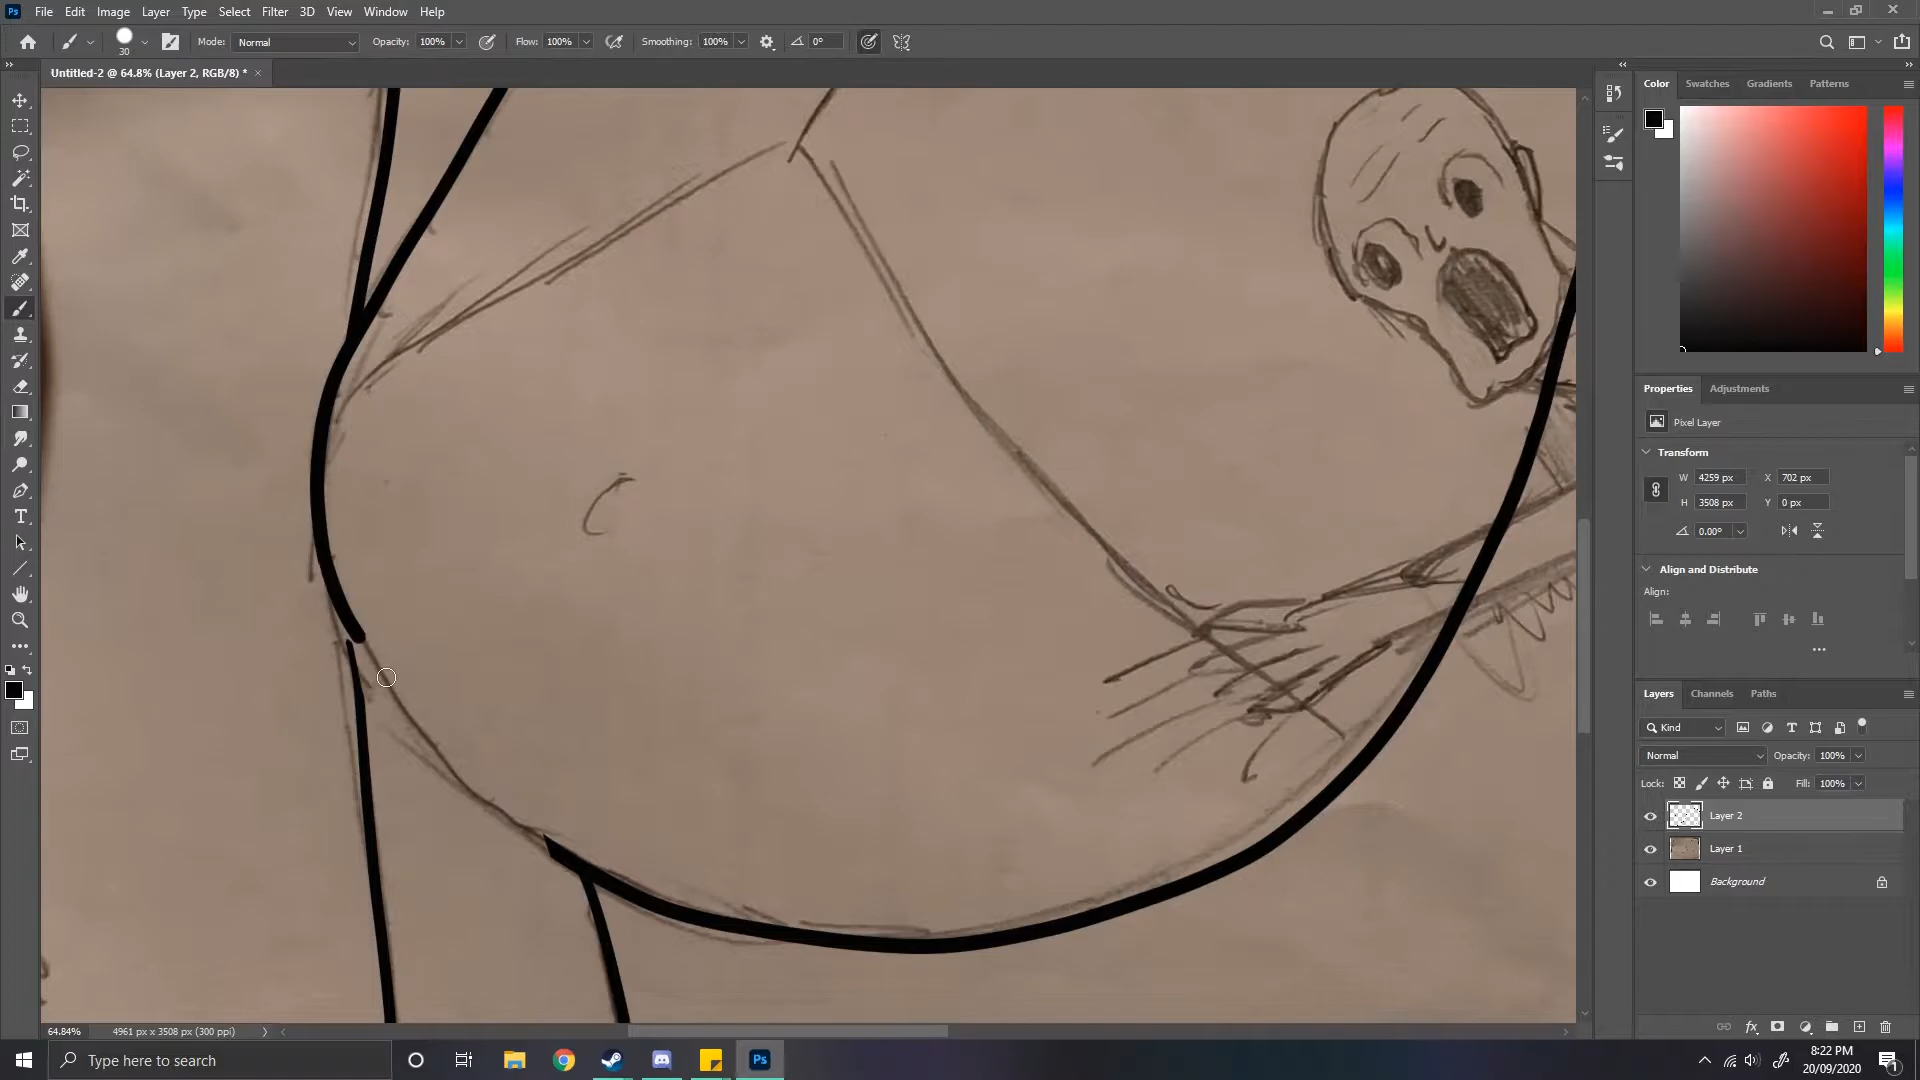 Ps File Edit Image Layer Type Select Filter 3D View Window Help
30 Mode: Normal Opacity: 100% Flow: 100% Smoothing: 100% 0°
Untitled-2 @ 64.8% (Layer 2, RGB/8) * ×
Color Swatches Gradients Patterns
Properties Adjustments
Pixel Layer
Transform
W 4259 px X 702 px
H 3508 px Y 0 px
0.00°
Align and Distribute
Align:
Layers Channels Paths
Kind
Normal Opacity: 100%
Lock: Fill: 100%
Layer 2
Layer 1
Background
64.84% 4961 px x 3508 px (300 ppi)
Type here to search
Ps
8:22 PM
20/09/2020
1